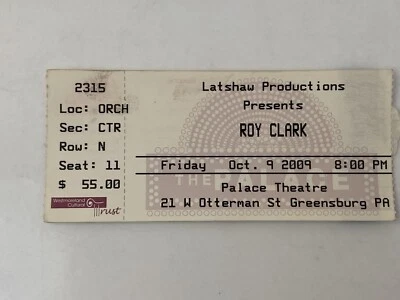 2315
Loc: ORCH
Sec: CTR
Row: N
Seat: 11
$ 55.00
Westmoreland
Cultural
Trust
Latshaw Productions
Presents
ROY CLARK
Friday Oct. 9 2009 8:00 PM
THE PALACE
Palace Theatre
21 W Otterman St Greensburg PA